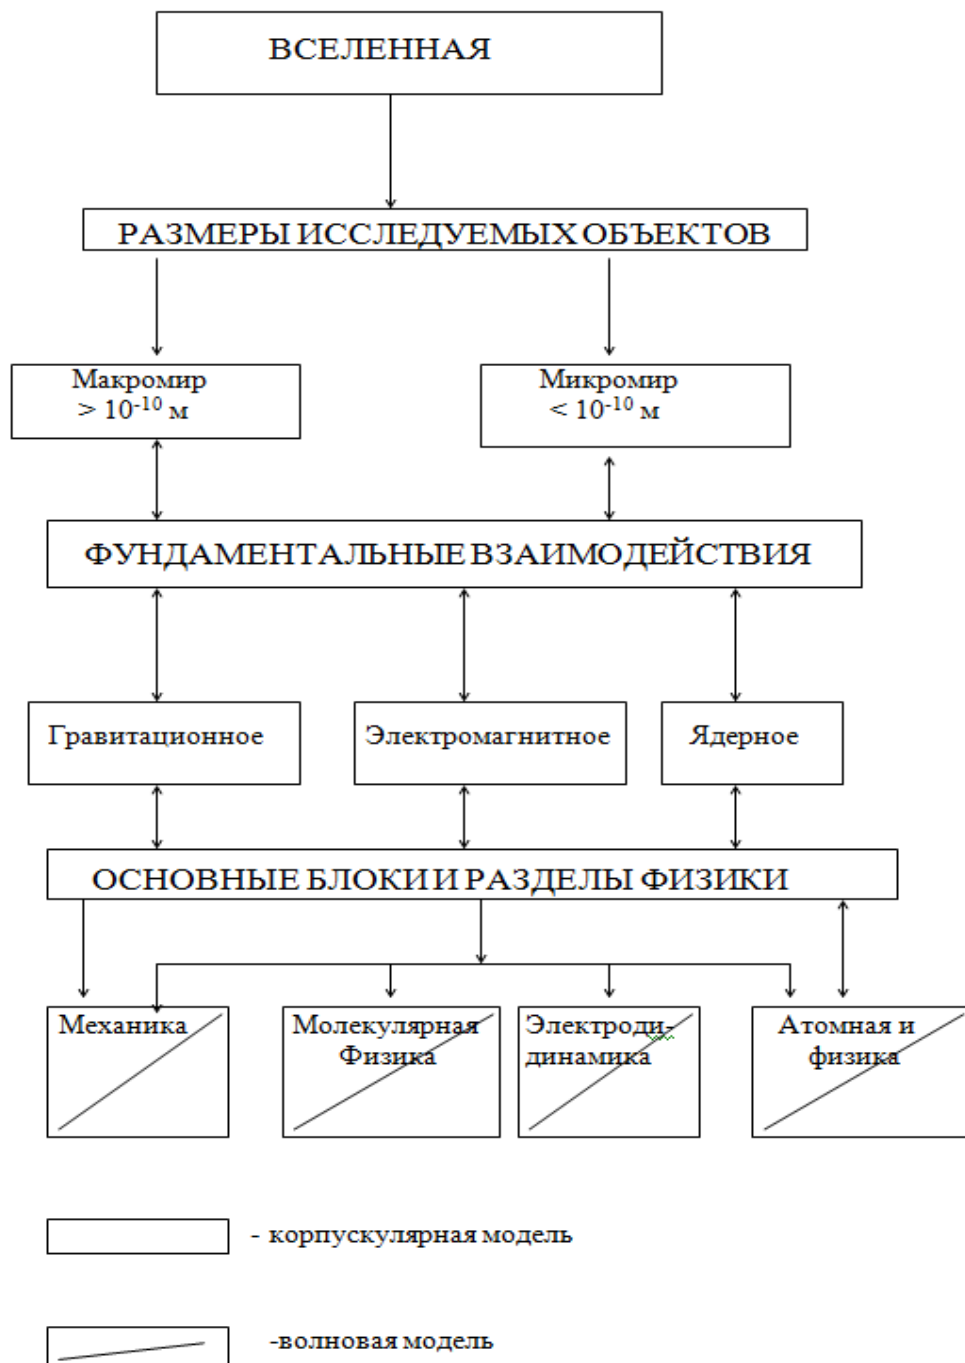 ВСЕЛЕННАЯ
РАЗМЕРЫ ИССЛЕДУЕМЫХ ОБЪЕКТОВ
Макромир
> 10⁻¹⁰ м
Микромир
< 10⁻¹⁰ м
ФУНДАМЕНТАЛЬНЫЕ ВЗАИМОДЕЙСТВИЯ
Гравитационное
Электромагнитное
Ядерное
ОСНОВНЫЕ БЛОКИ И РАЗДЕЛЫ ФИЗИКИ
Механика
Молекулярная
Физика
Электроди-
динамика
Атомная и
физика
- корпускулярная модель
-волновая модель